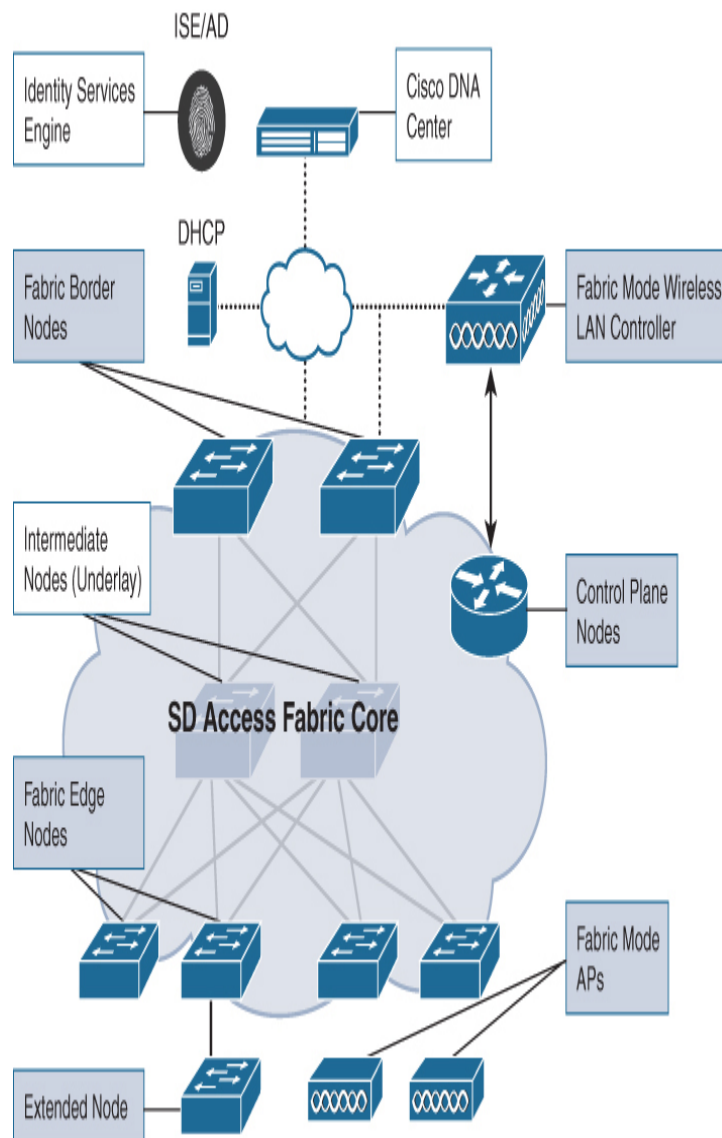 ISE/AD
Identity Services
Engine
Cisco DNA
Center
DHCP
Fabric Border
Nodes
Fabric Mode Wireless
LAN Controller
Intermediate
Nodes (Underlay)
Control Plane
Nodes
SD Access Fabric Core
Fabric Edge
Nodes
Fabric Mode
APs
Extended Node